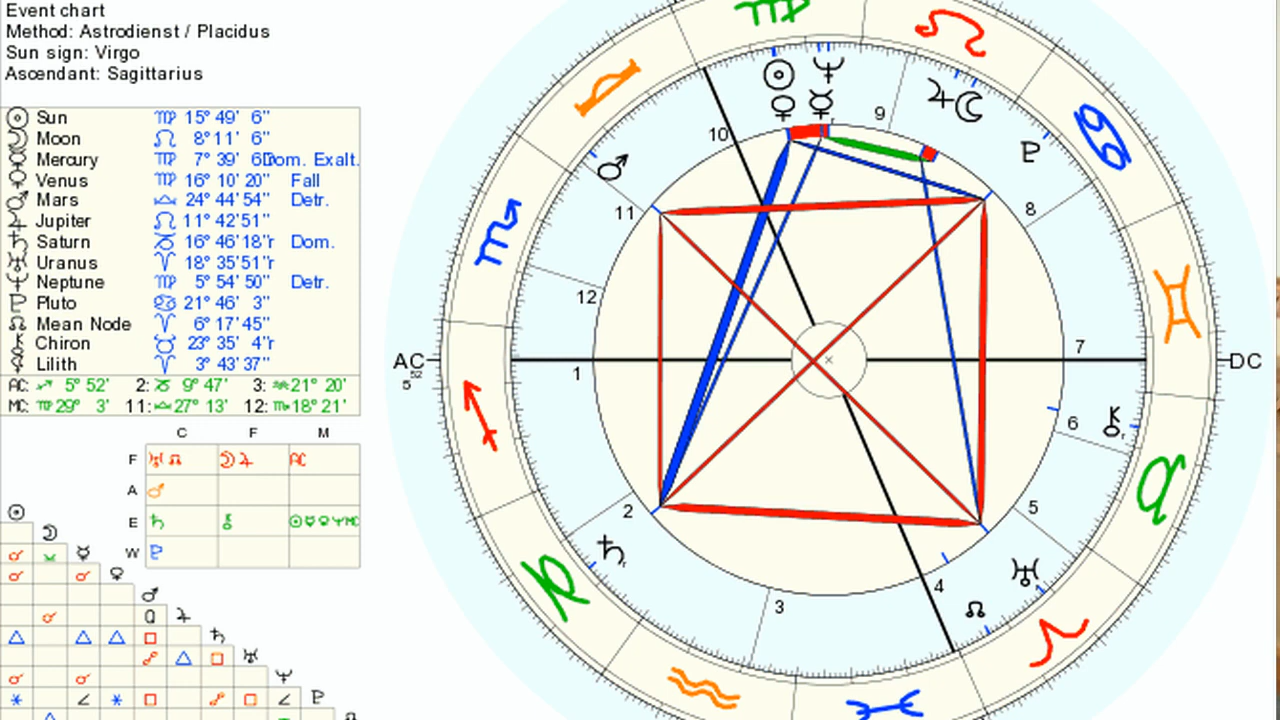 Event chart
Method: Astrodienst / Placidus
Sun sign: Virgo
Ascendant: Sagittarius
☉ Sun ♍ 15° 49' 6"
☽ Moon ♌ 8° 11' 6"
☿ Mercury ♍ 7° 39' 6" Dom. Exalt.
♀ Venus ♍ 16° 10' 20" Fall
♂ Mars ♎ 24° 44' 54" Detr.
♃ Jupiter ♌ 11° 42' 51"
♄ Saturn ♑ 16° 46' 18"r Dom.
♅ Uranus ♈ 18° 35' 51"r
♆ Neptune ♍ 5° 54' 50" Detr.
♇ Pluto ♋ 21° 46' 3"
☊ Mean Node ♈ 6° 17' 45"
⚷ Chiron ♉ 23° 35' 4"r
⚸ Lilith ♈ 3° 43' 37"
AC: ♐ 5° 52' 2: ♑ 9° 47' 3: ♒ 21° 20'
MC: ♍ 29° 3' 11: ♎ 27° 13' 12: ♏ 18° 21'
C F M
F ♅ ☊ ☽ ♃ AC
A ♂
E ♄ ⚷ ☉ ☿ ♀ ♆ MC
W ♇
10
9
11
8
12
AC
5 52
1
7
DC
6
2
5
3
4